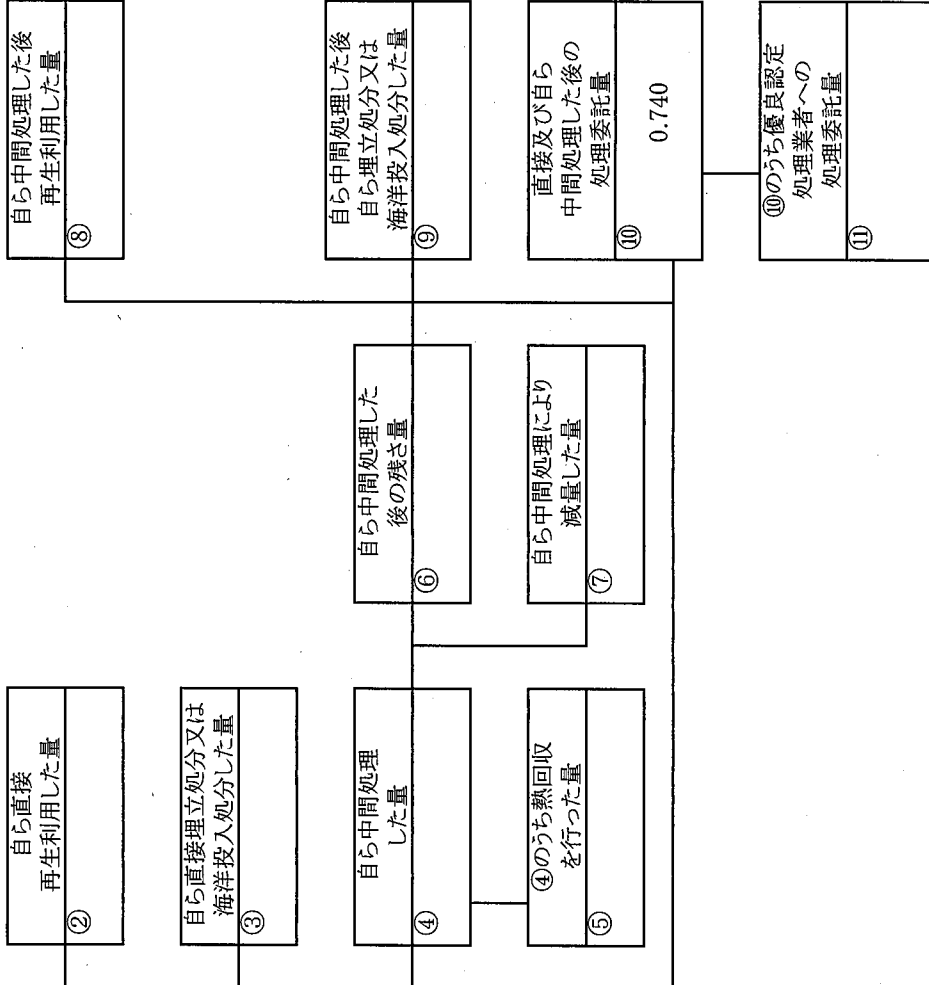 自ら直接
再生利用した量
②
自ら直接埋立処分又は
海洋投入処分した量
③
自ら中間処理
した量
④
④のうち熱回収
を行った量
⑤
自ら中間処理した
後の残さ量
⑥
自ら中間処理により
減量した量
⑦
自ら中間処理した後
再生利用した量
⑧
自ら中間処理した後
自ら埋立処分又は
海洋投入処分した量
⑨
直接及び自ら
中間処理した後の
処理委託量
⑩
0.740
⑩のうち優良認定
処理業者への
処理委託量
⑪